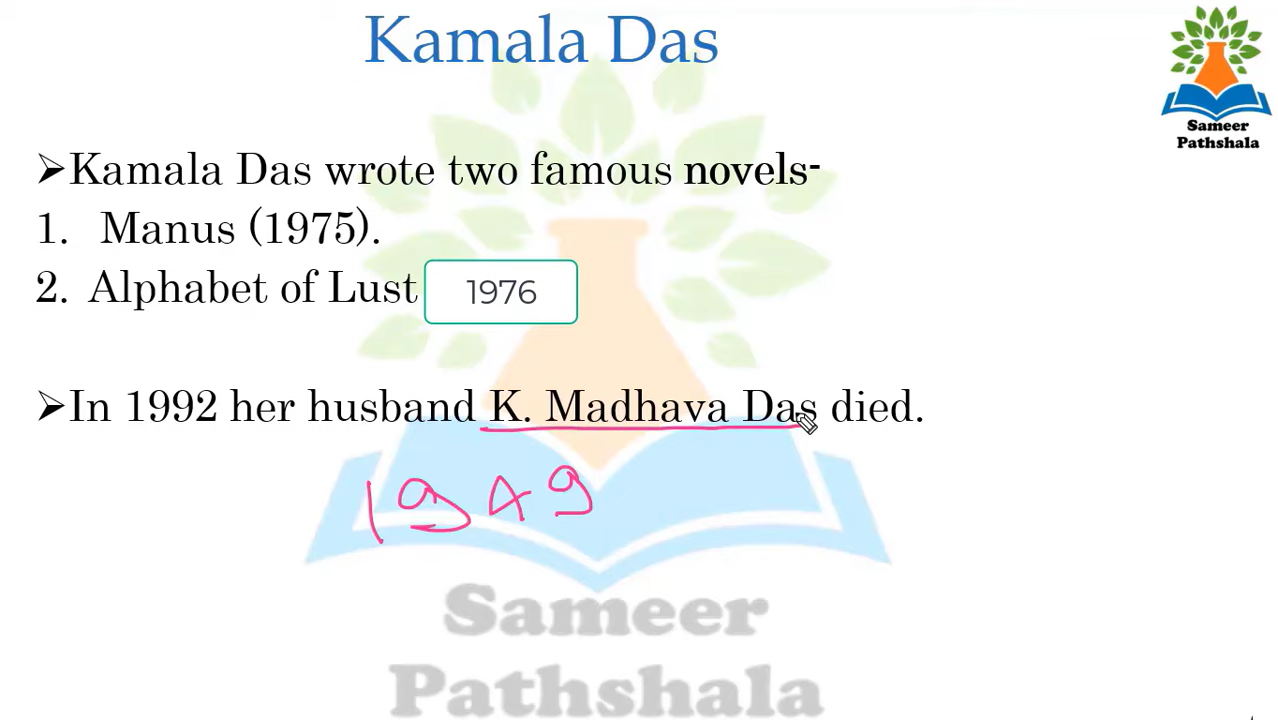 Kamala Das
Sameer
Pathshala
➢Kamala Das wrote two famous novels-
1. Manus (1975).
2. Alphabet of Lust 1976
➢In 1992 her husband K. Madhava Das died.
1949
Sameer
Pathshala